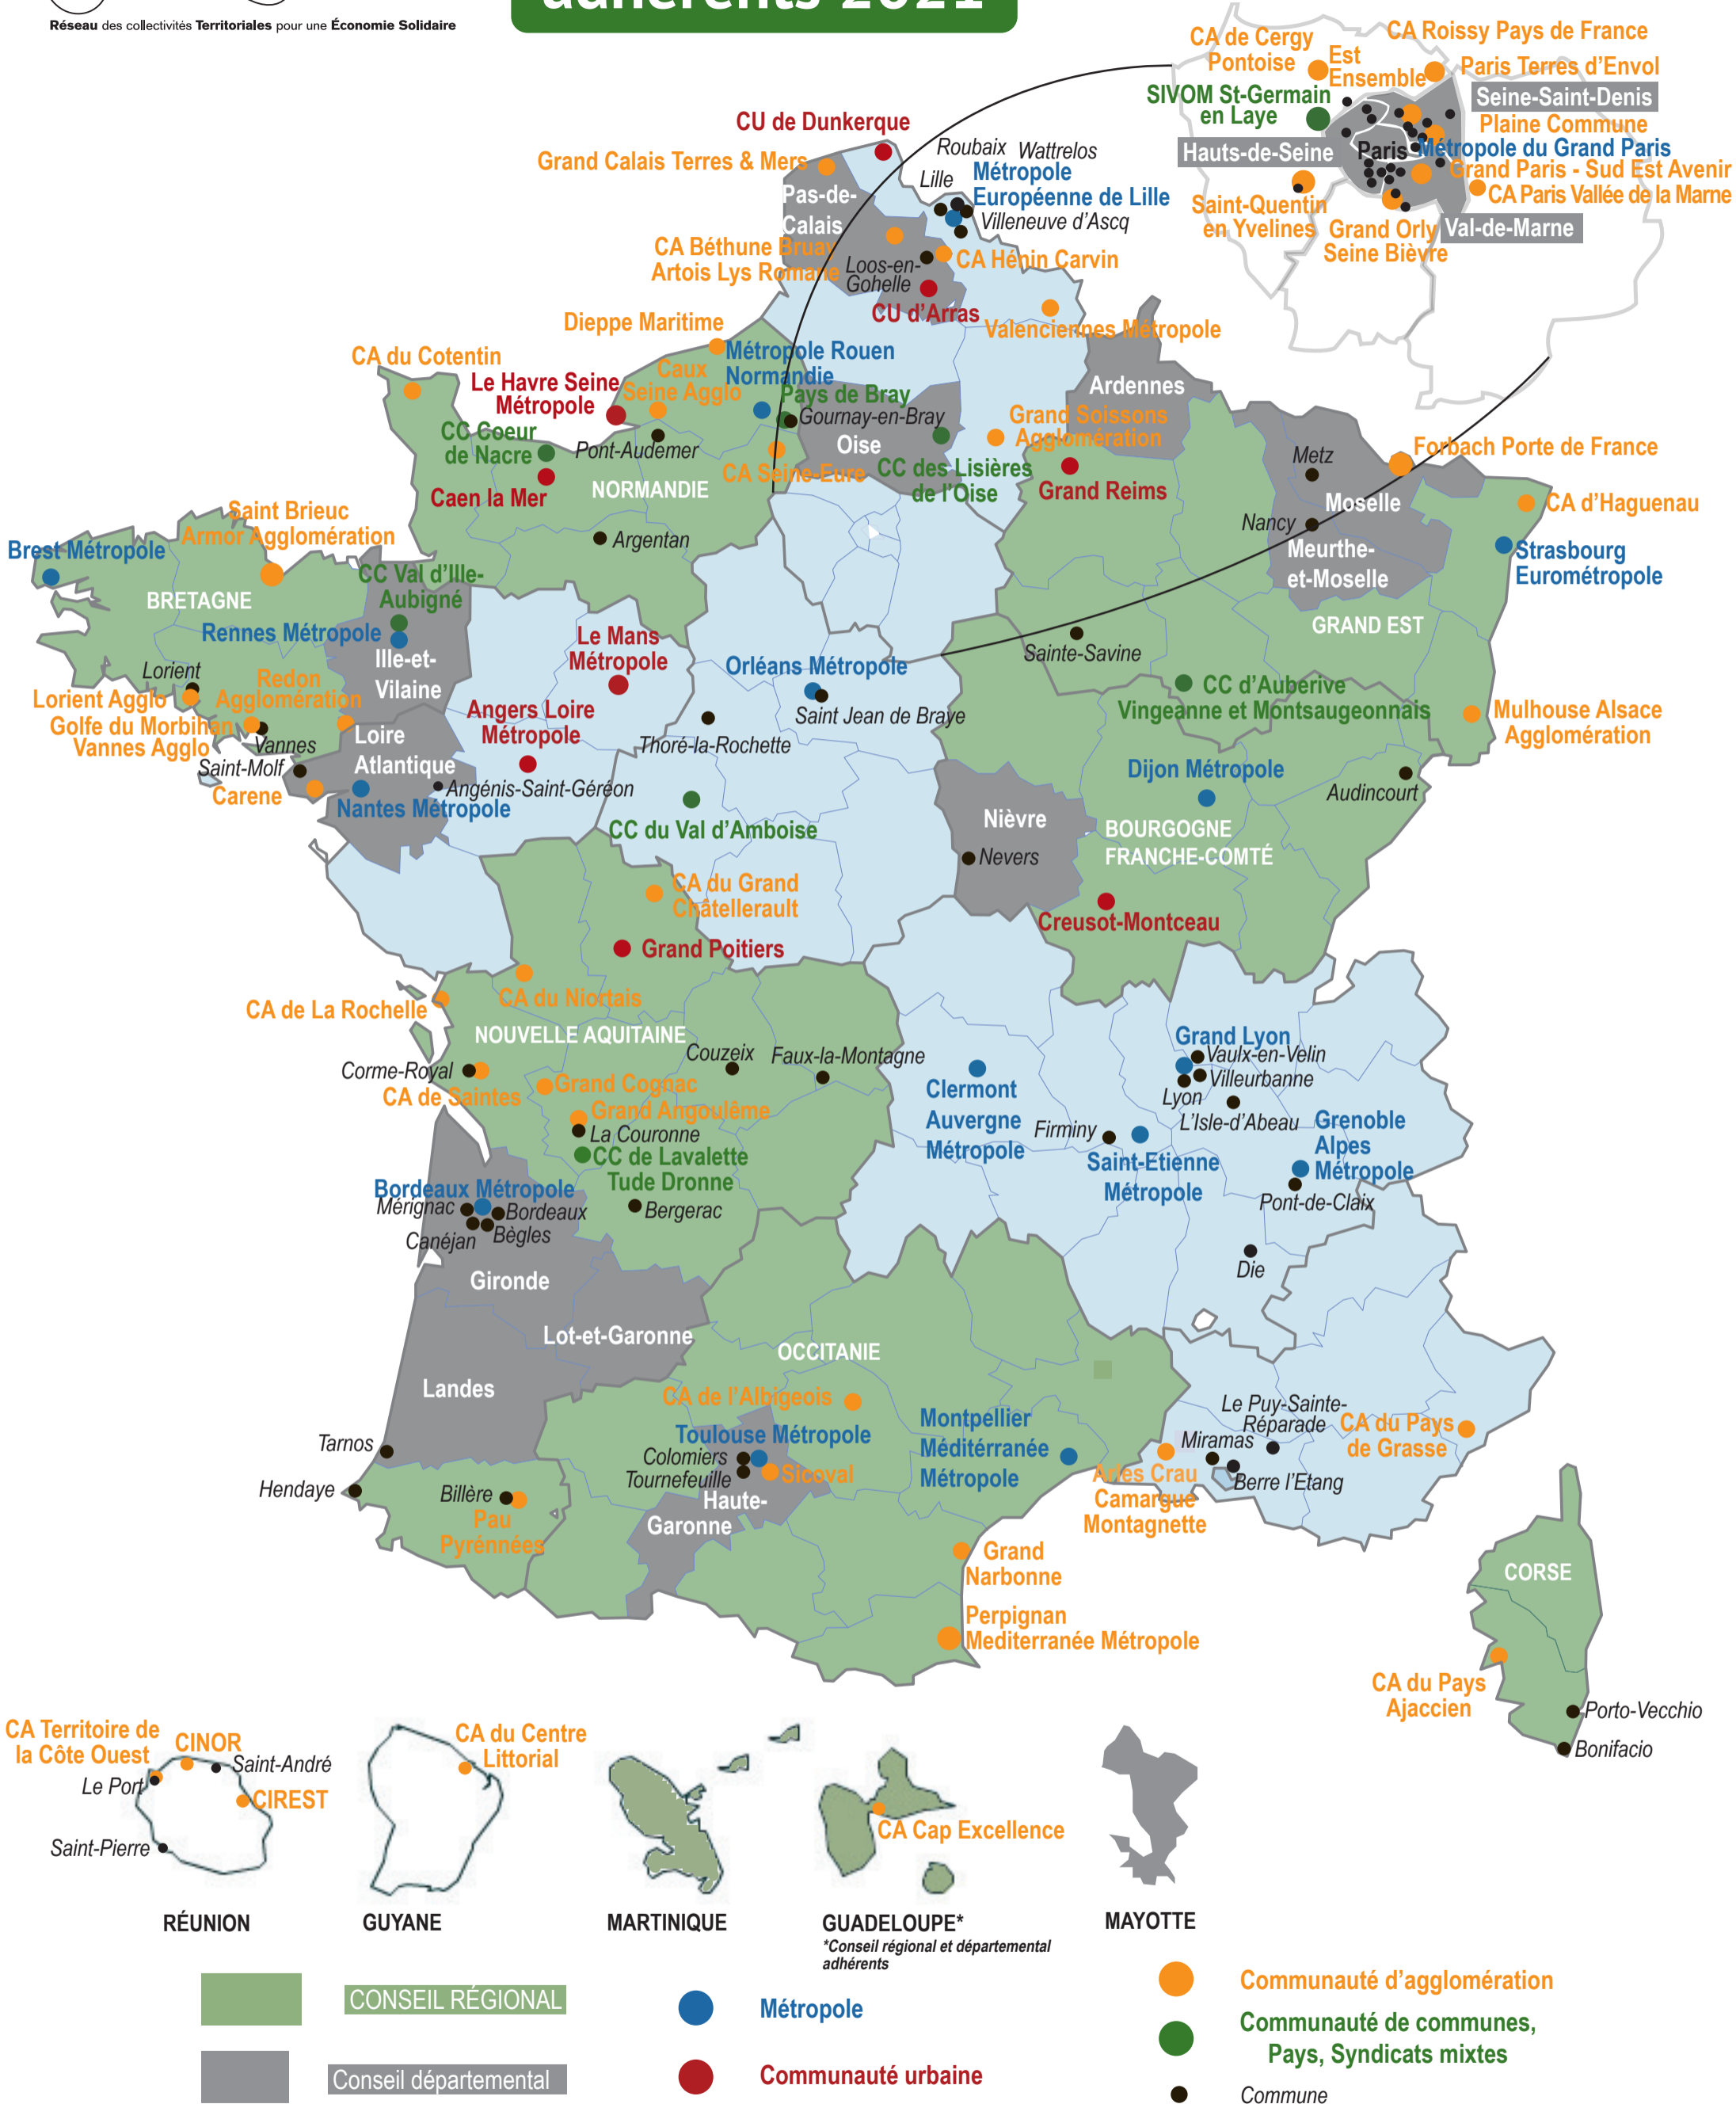 Réseau des collectivités Territoriales pour une Économie Solidaire
adhérents 2021
CA de Cergy
Pontoise
Est
Ensemble
CA Roissy Pays de France
Paris Terres d'Envol
SIVOM St-Germain
en Laye
Seine-Saint-Denis
Plaine Commune
Hauts-de-Seine
Paris
Métropole du Grand Paris
Grand Paris - Sud Est Avenir
CA Paris Vallée de la Marne
Saint-Quentin
en Yvelines
Grand Orly
Seine Bièvre
Val-de-Marne
CU de Dunkerque
Grand Calais Terres & Mers
Roubaix
Wattrelos
Lille
Métropole
Européenne de Lille
Villeneuve d'Ascq
Pas-de-
Calais
CA Béthune Bruay
Artois Lys Romane
Loos-en-
Gohelle
CA Hénin Carvin
CU d'Arras
Valenciennes Métropole
Dieppe Maritime
CA du Cotentin
Le Havre Seine
Métropole
Caux
Seine Agglo
Métropole Rouen
Normandie
Pays de Bray
Gournay-en-Bray
Oise
Ardennes
Grand Soissons
Agglomération
CC Coeur
de Nacre
Pont-Audemer
CA Seine-Eure
CC des Lisières
de l'Oise
Grand Reims
Caen la Mer
NORMANDIE
Argentan
Metz
Forbach Porte de France
Moselle
CA d'Haguenau
Nancy
Meurthe-
et-Moselle
Strasbourg
Eurométropole
GRAND EST
Saint Brieuc
Armor Agglomération
Brest Métropole
BRETAGNE
CC Val d'Ille-
Aubigné
Rennes Métropole
Ille-et-
Vilaine
Lorient
Redon
Agglomération
Lorient Agglo
Golfe du Morbihan
Vannes Agglo
Vannes
Saint-Molf
Carene
Loire
Atlantique
Nantes Métropole
Angénis-Saint-Géréon
Le Mans
Métropole
Angers Loire
Métropole
Orléans Métropole
Saint Jean de Braye
Thoré-la-Rochette
CC du Val d'Amboise
Sainte-Savine
CC d'Auberive
Vingeanne et Montsaugeonnais
Mulhouse Alsace
Agglomération
Dijon Métropole
Audincourt
Nièvre
Nevers
BOURGOGNE
FRANCHE-COMTÉ
Creusot-Montceau
CA du Grand
Châtellerault
Grand Poitiers
CA du Niortais
CA de La Rochelle
NOUVELLE AQUITAINE
Couzeix
Faux-la-Montagne
Corme-Royal
CA de Saintes
Grand Cognac
Grand Angoulême
La Couronne
CC de Lavalette
Tude Dronne
Bergerac
Clermont
Auvergne
Métropole
Grand Lyon
Vaulx-en-Velin
Villeurbanne
Lyon
L'Isle-d'Abeau
Firminy
Saint-Etienne
Métropole
Grenoble
Alpes
Métropole
Pont-de-Claix
Die
Bordeaux Métropole
Mérignac
Bordeaux
Canéjan
Bègles
Gironde
Lot-et-Garonne
Landes
Tarnos
Hendaye
Billère
Pau
Pyrénnées
OCCITANIE
CA de l'Albigeois
Toulouse Métropole
Colomiers
Tournefeuille
Sicoval
Haute-
Garonne
Montpellier
Méditérranée
Métropole
Grand
Narbonne
Perpignan
Mediterranée Métropole
Le Puy-Sainte-
Réparade
Miramas
Berre l'Etang
Arles Crau
Camargue
Montagnette
CA du Pays
de Grasse
CORSE
CA du Pays
Ajaccien
Porto-Vecchio
Bonifacio
CA Territoire de
la Côte Ouest
CINOR
Saint-André
Le Port
CIREST
Saint-Pierre
CA du Centre
Littorial
CA Cap Excellence
RÉUNION
GUYANE
MARTINIQUE
GUADELOUPE*
*Conseil régional et départemental
adhérents
MAYOTTE
CONSEIL RÉGIONAL
Conseil départemental
Métropole
Communauté urbaine
Communauté d'agglomération
Communauté de communes,
Pays, Syndicats mixtes
Commune